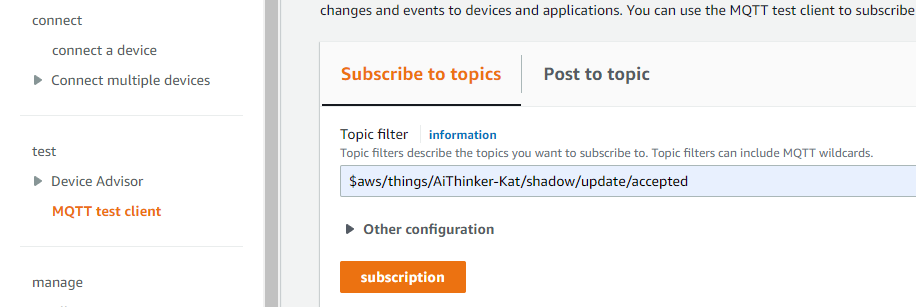 connect
connect a device
Connect multiple devices
test
Device Advisor
MQTT test client
manage
changes and events to devices and applications. You can use the MQTT test client to subscribe
Subscribe to topics
Post to topic
Topic filter information
Topic filters describe the topics you want to subscribe to. Topic filters can include MQTT wildcards.
$aws/things/AiThinker-Kat/shadow/update/accepted
Other configuration
subscription